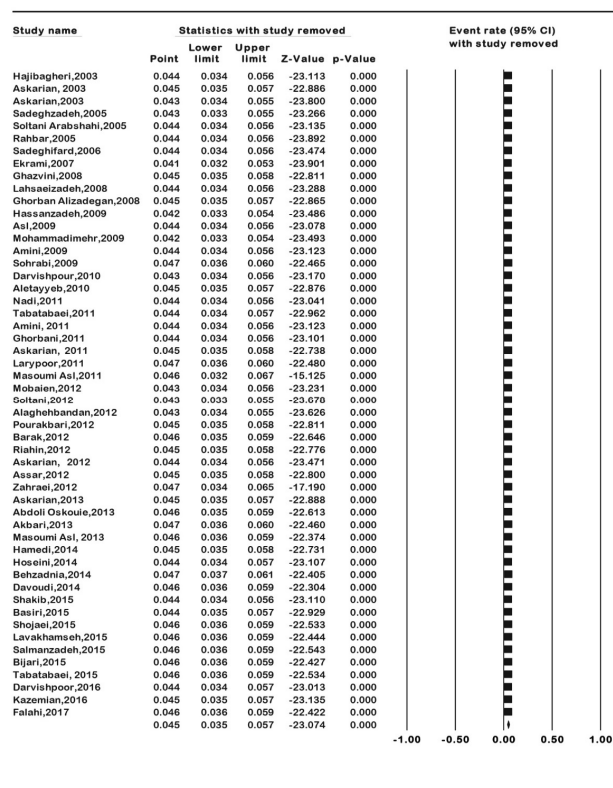 Study name Statistics with study removed Event rate (95% CI)
with study removed
Lower Upper
Point limit limit Z-Value p-Value
Hajibagheri,2003 0.044 0.034 0.056 -23.113 0.000
Askarian, 2003 0.045 0.035 0.057 -22.886 0.000
Askarian,2003 0.043 0.034 0.055 -23.800 0.000
Sadeghzadeh,2005 0.043 0.033 0.055 -23.266 0.000
Soltani Arabshahi,2005 0.044 0.034 0.056 -23.135 0.000
Rahbar,2005 0.044 0.034 0.056 -23.892 0.000
Sadeghifard,2006 0.044 0.034 0.056 -23.474 0.000
Ekrami,2007 0.041 0.032 0.053 -23.901 0.000
Ghazvini,2008 0.045 0.035 0.058 -22.811 0.000
Lahsaeizadeh,2008 0.044 0.034 0.056 -23.288 0.000
Ghorban Alizadegan,2008 0.045 0.035 0.057 -22.865 0.000
Hassanzadeh,2009 0.042 0.033 0.054 -23.486 0.000
Asl,2009 0.044 0.034 0.056 -23.078 0.000
Mohammadimehr,2009 0.042 0.033 0.054 -23.493 0.000
Amini,2009 0.044 0.034 0.056 -23.123 0.000
Sohrabi,2009 0.047 0.036 0.060 -22.465 0.000
Darvishpour,2010 0.043 0.034 0.056 -23.170 0.000
Aletayyeb,2010 0.045 0.035 0.057 -22.876 0.000
Nadi,2011 0.044 0.034 0.056 -23.041 0.000
Tabatabaei,2011 0.044 0.034 0.057 -22.962 0.000
Amini, 2011 0.044 0.034 0.056 -23.123 0.000
Ghorbani,2011 0.044 0.034 0.056 -23.101 0.000
Askarian, 2011 0.045 0.035 0.058 -22.738 0.000
Larypoor,2011 0.047 0.036 0.060 -22.480 0.000
Masoumi Asl,2011 0.046 0.032 0.067 -15.125 0.000
Mobaien,2012 0.043 0.034 0.056 -23.231 0.000
Soltani,2012 0.043 0.033 0.055 -23.678 0.000
Alaghehbandan,2012 0.043 0.034 0.055 -23.626 0.000
Pourakbari,2012 0.045 0.035 0.058 -22.811 0.000
Barak,2012 0.046 0.035 0.059 -22.646 0.000
Riahin,2012 0.045 0.035 0.058 -22.776 0.000
Askarian, 2012 0.044 0.034 0.056 -23.471 0.000
Assar,2012 0.045 0.035 0.058 -22.800 0.000
Zahraei,2012 0.047 0.034 0.065 -17.190 0.000
Askarian,2013 0.045 0.035 0.057 -22.888 0.000
Abdoli Oskouie,2013 0.046 0.035 0.059 -22.613 0.000
Akbari,2013 0.047 0.036 0.060 -22.460 0.000
Masoumi Asl, 2013 0.046 0.036 0.059 -22.374 0.000
Hamedi,2014 0.045 0.035 0.058 -22.731 0.000
Hoseini,2014 0.044 0.034 0.057 -23.107 0.000
Behzadnia,2014 0.047 0.037 0.061 -22.405 0.000
Davoudi,2014 0.046 0.036 0.059 -22.304 0.000
Shakib,2015 0.044 0.034 0.056 -23.110 0.000
Basiri,2015 0.044 0.035 0.057 -22.929 0.000
Shojaei,2015 0.046 0.036 0.059 -22.533 0.000
Lavakhamseh,2015 0.046 0.036 0.059 -22.444 0.000
Salmanzadeh,2015 0.046 0.036 0.059 -22.543 0.000
Bijari,2015 0.046 0.036 0.059 -22.427 0.000
Tabatabaei, 2015 0.046 0.036 0.059 -22.534 0.000
Darvishpoor,2016 0.044 0.034 0.057 -23.013 0.000
Kazemian,2016 0.045 0.035 0.057 -23.135 0.000
Falahi,2017 0.046 0.036 0.059 -22.422 0.000
0.045 0.035 0.057 -23.074 0.000
-1.00 -0.50 0.00 0.50 1.00